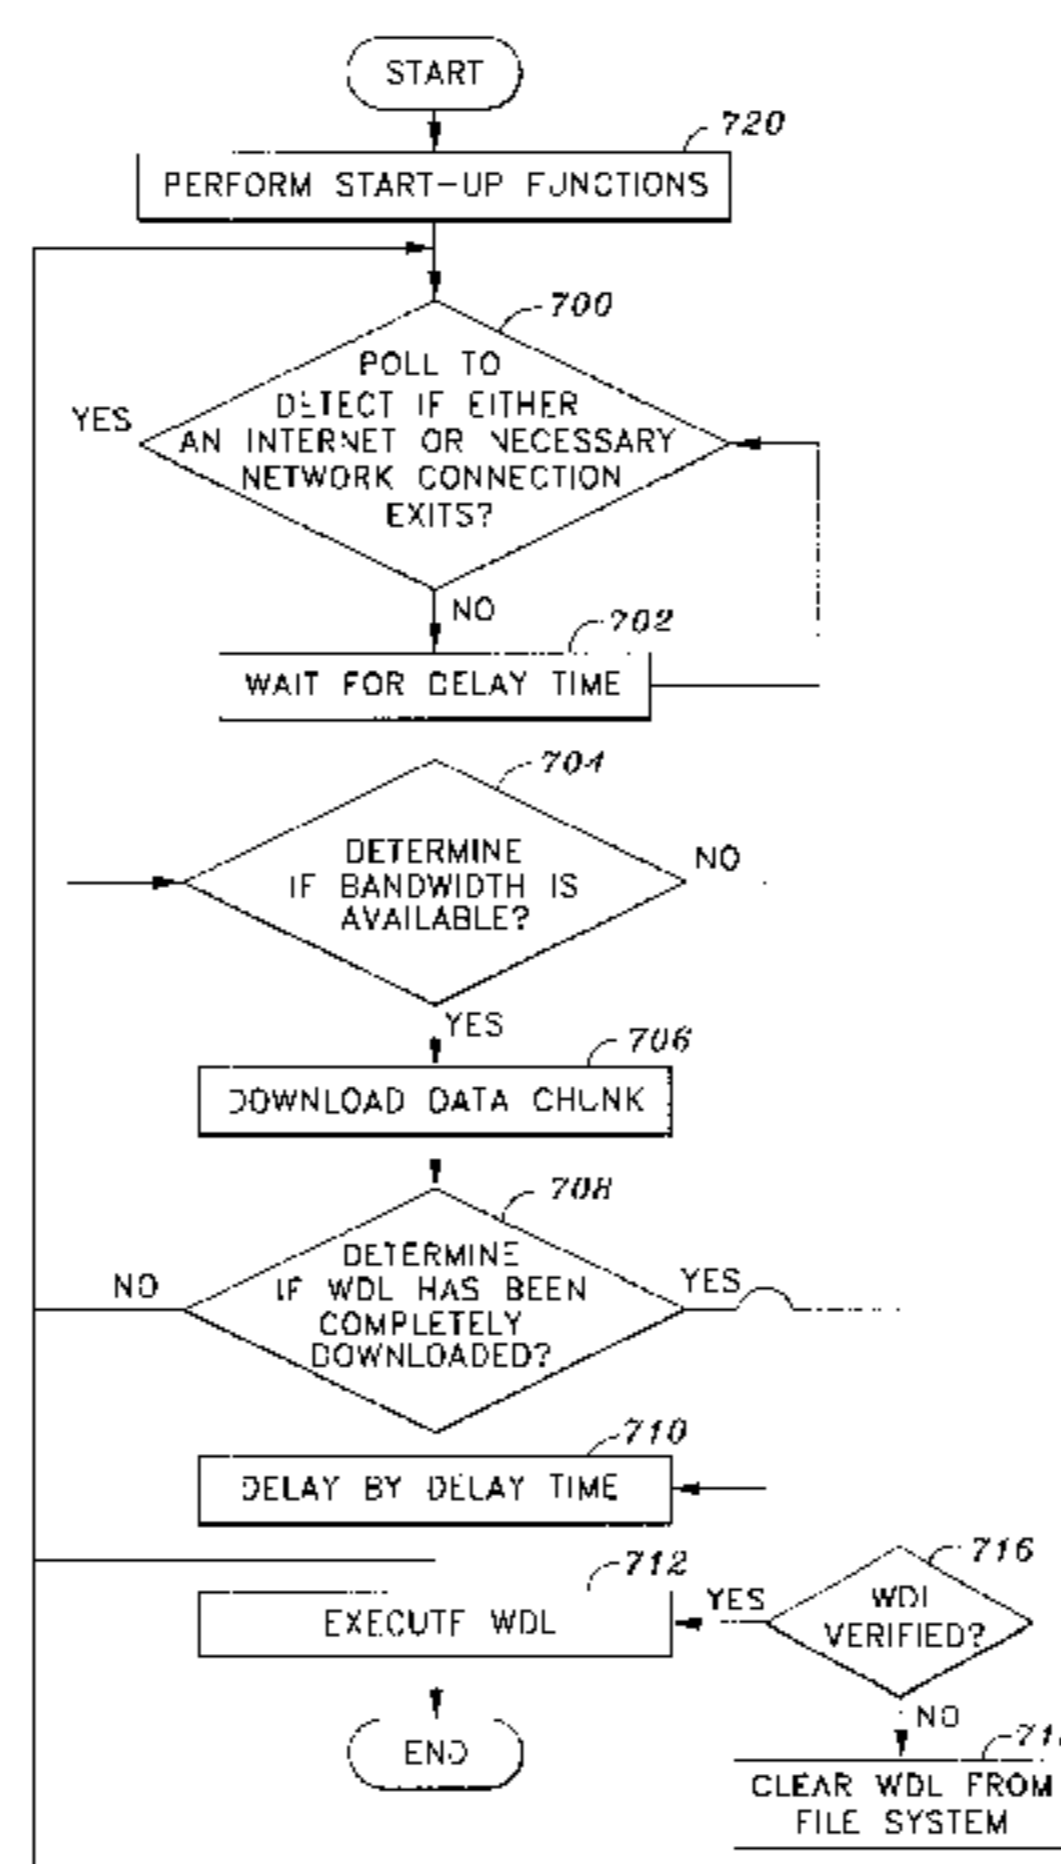 START
720
PERFORM START-UP FUNCTIONS
700
POLL TO
DETECT IF EITHER
AN INTERNET OR NECESSARY
NETWORK CONNECTION
EXITS?
YES
NO
702
WAIT FOR DELAY TIME
704
DETERMINE
IF BANDWIDTH IS
AVAILABLE?
NO
YES
706
DOWNLOAD DATA CHUNK
708
DETERMINE
IF WDL HAS BEEN
COMPLETELY
DOWNLOADED?
NO
YES
710
DELAY BY DELAY TIME
712
EXECUTE WDL
716
WDL
VERIFIED?
YES
NO
END
CLEAR WDL FROM
FILE SYSTEM